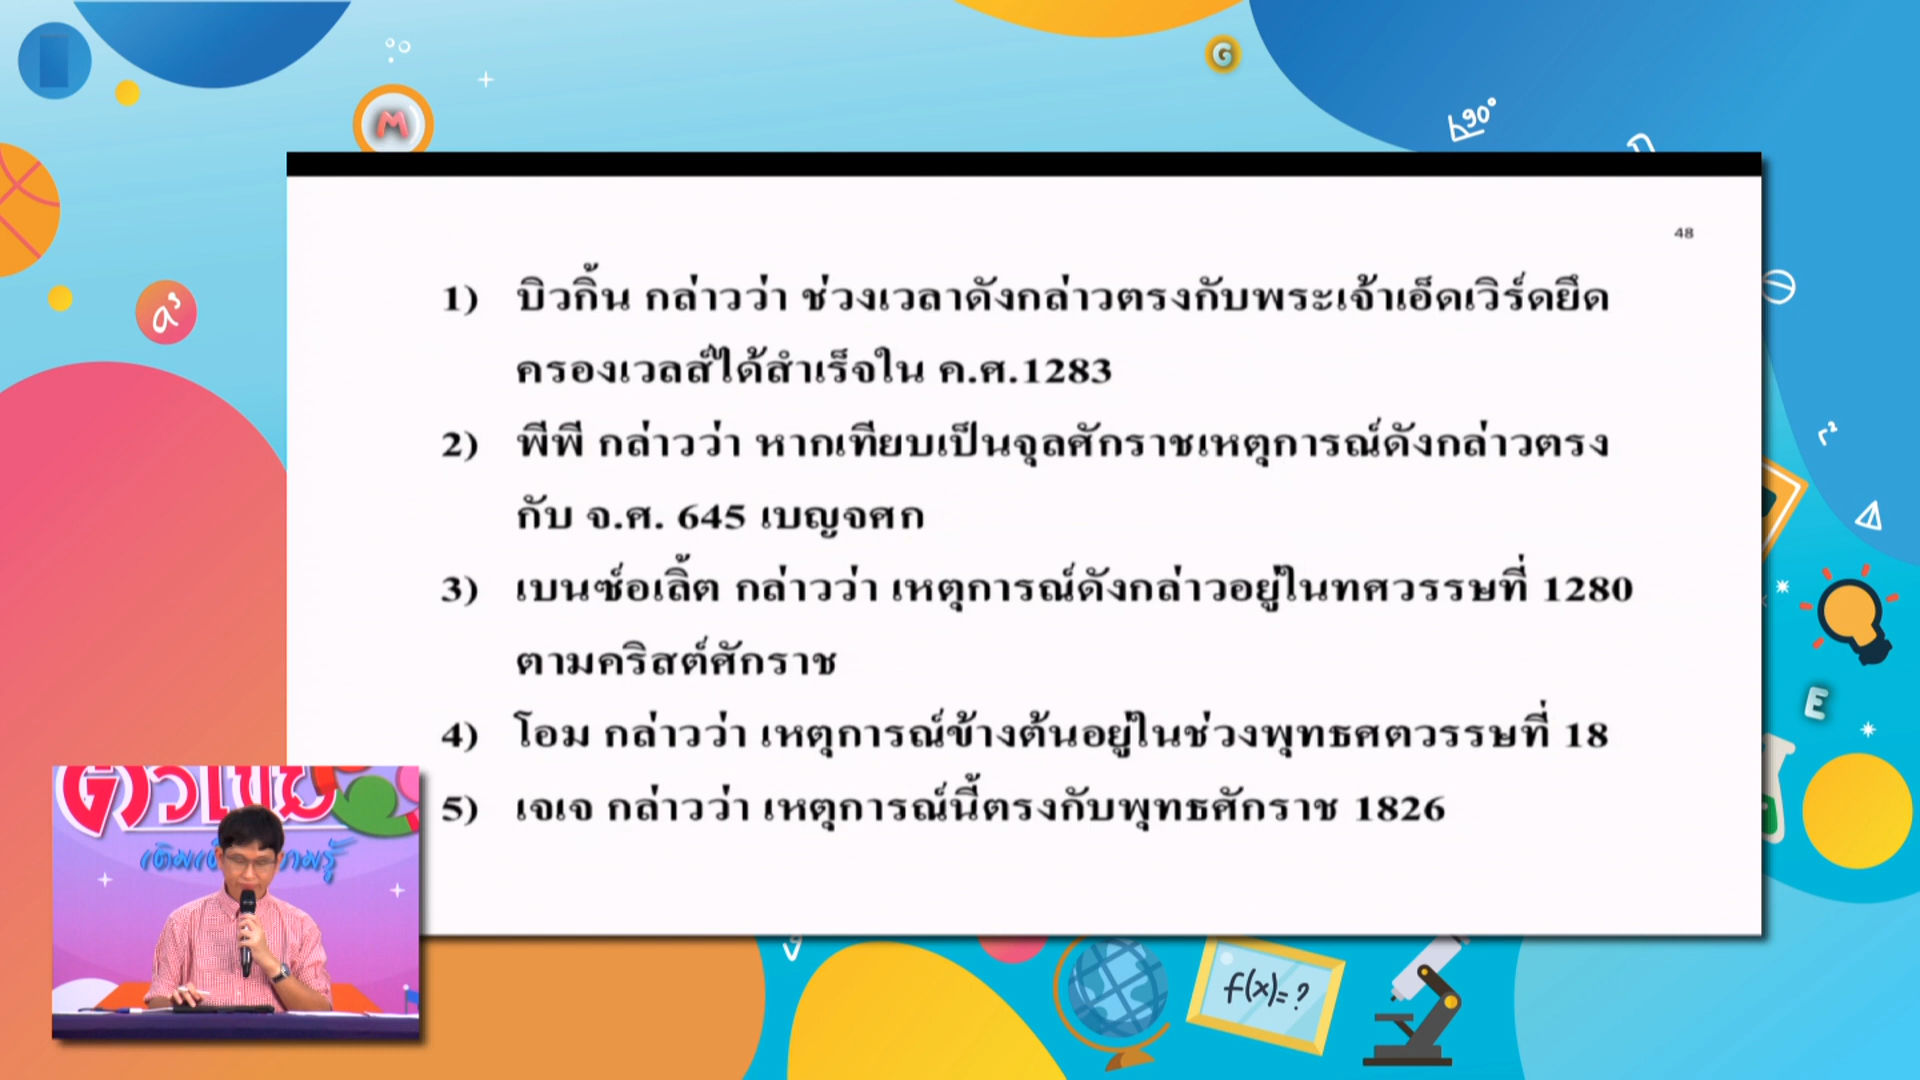 G
M
90°
48
a³
1) บิวกิ้น กล่าวว่า ช่วงเวลาดังกล่าวตรงกับพระเจ้าเอ็ดเวิร์ดยึด
ครองเวลส์ได้สำเร็จใน ค.ศ.1283
2) พีพี กล่าวว่า หากเทียบเป็นจุลศักราชเหตุการณ์ดังกล่าวตรง
กับ จ.ศ. 645 เบญจศก
r²
3) เบนซ์อเลิ้ต กล่าวว่า เหตุการณ์ดังกล่าวอยู่ในทศวรรษที่ 1280
ตามคริสต์ศักราช
E
4) โอม กล่าวว่า เหตุการณ์ข้างต้นอยู่ในช่วงพุทธศตวรรษที่ 18
5) เจเจ กล่าวว่า เหตุการณ์นี้ตรงกับพุทธศักราช 1826
f(x)=?